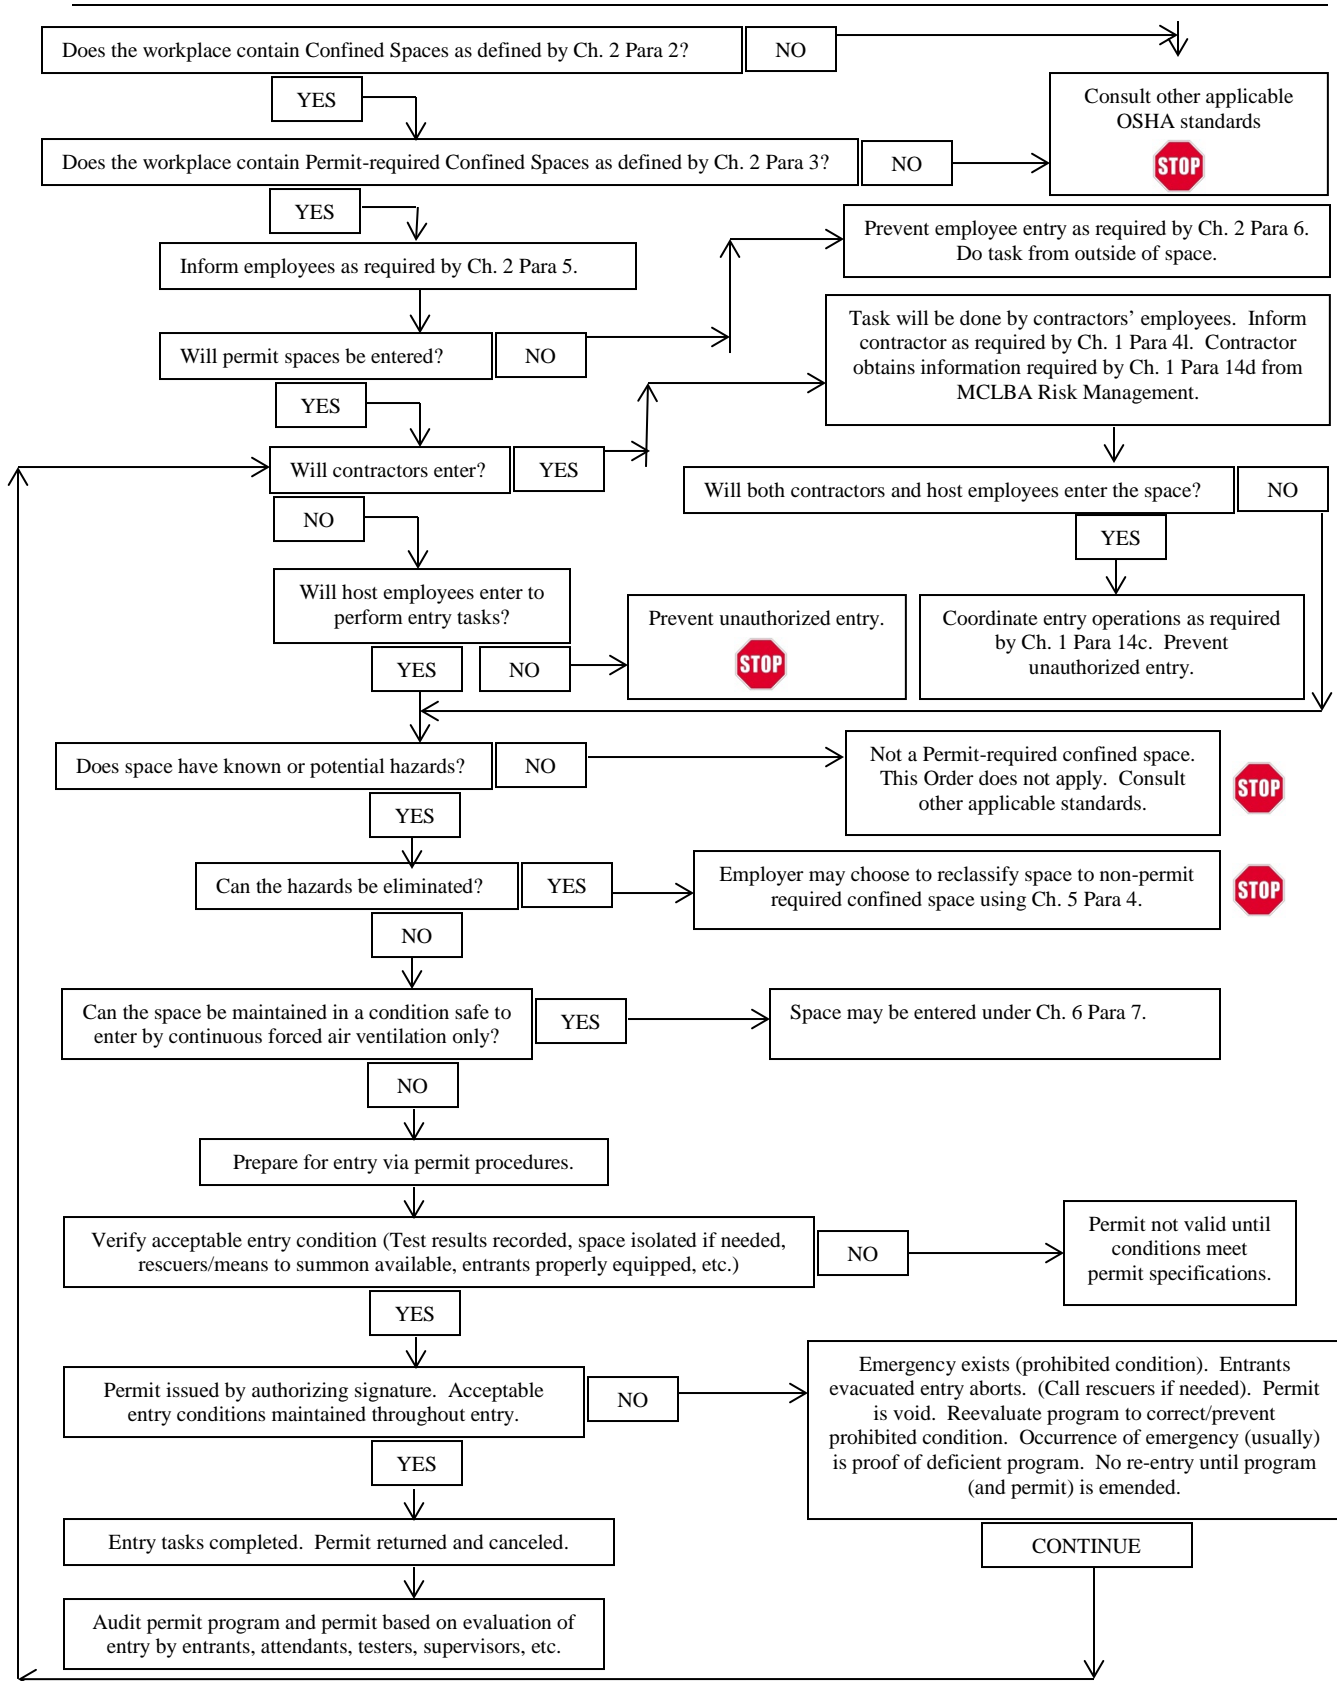 Does the workplace contain Confined Spaces as defined by Ch. 2 Para 2?
NO
YES
Consult other applicable
OSHA standards
STOP
Does the workplace contain Permit-required Confined Spaces as defined by Ch. 2 Para 3?
NO
YES
Prevent employee entry as required by Ch. 2 Para 6.
Do task from outside of space.
Inform employees as required by Ch. 2 Para 5.
Will permit spaces be entered?
NO
Task will be done by contractors’ employees.  Inform
contractor as required by Ch. 1 Para 4l.  Contractor
obtains information required by Ch. 1 Para 14d from
MCLBA Risk Management.
YES
Will contractors enter?
YES
Will both contractors and host employees enter the space?
NO
NO
YES
Will host employees enter to
perform entry tasks?
Prevent unauthorized entry.
STOP
Coordinate entry operations as required
by Ch. 1 Para 14c.  Prevent
unauthorized entry.
YES
NO
Does space have known or potential hazards?
NO
Not a Permit-required confined space.
This Order does not apply.  Consult
other applicable standards.
STOP
YES
Can the hazards be eliminated?
YES
Employer may choose to reclassify space to non-permit
required confined space using Ch. 5 Para 4.
STOP
NO
Can the space be maintained in a condition safe to
enter by continuous forced air ventilation only?
YES
Space may be entered under Ch. 6 Para 7.
NO
Prepare for entry via permit procedures.
Verify acceptable entry condition (Test results recorded, space isolated if needed,
rescuers/means to summon available, entrants properly equipped, etc.)
NO
Permit not valid until
conditions meet
permit specifications.
YES
Permit issued by authorizing signature.  Acceptable
entry conditions maintained throughout entry.
NO
Emergency exists (prohibited condition).  Entrants
evacuated entry aborts.  (Call rescuers if needed).  Permit
is void.  Reevaluate program to correct/prevent
prohibited condition.  Occurrence of emergency (usually)
is proof of deficient program.  No re-entry until program
(and permit) is emended.
YES
Entry tasks completed.  Permit returned and canceled.
CONTINUE
Audit permit program and permit based on evaluation of
entry by entrants, attendants, testers, supervisors, etc.